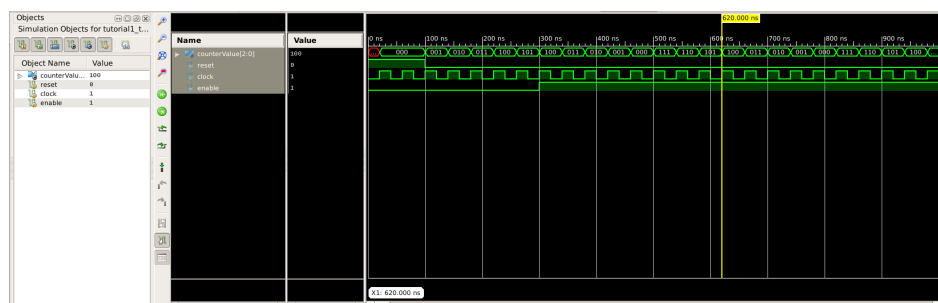 Objects
Simulation Objects for tutorial1_t...
Object Name Value
counterValu... 100
reset 0
clock 1
enable 1
Name Value
counterValue[2:0] 100
reset 0
clock 1
enable 1
620.000 ns
0 ns 100 ns 200 ns 300 ns 400 ns 500 ns 600 ns 700 ns 800 ns 900 ns
000 001 010 011 100 101 100 011 010 001 000 111 110 101 100 011 010 001 000 111 110 101 100
X1: 620.000 ns